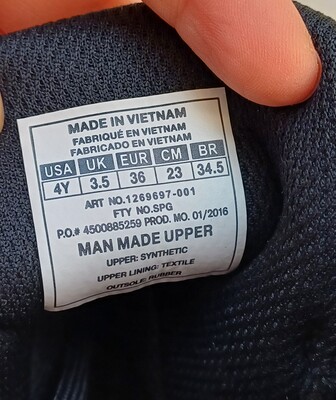 MADE IN VIETNAM
FABRIQUÉ EN VIETNAM
FABRICADO EN VIETNAM
USA UK EUR CM BR
4Y 3.5 36 23 34.5
ART NO.1269697-001
FTY NO.SPG
P.O.# 4500885259 PROD. MO. 01/2016
MAN MADE UPPER
UPPER: SYNTHETIC
UPPER LINING: TEXTILE
OUTSOLE: RUBBER